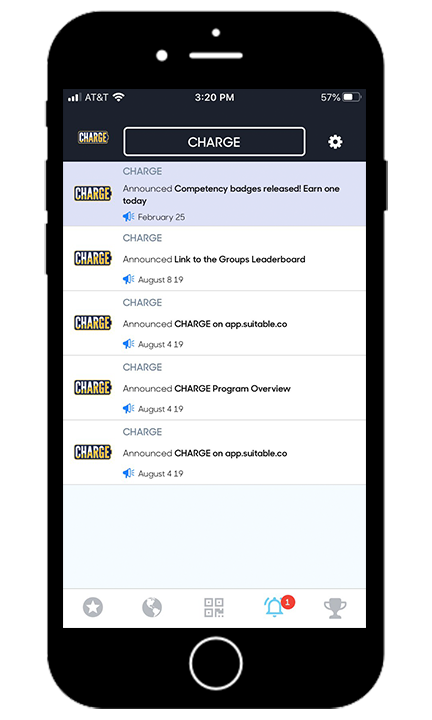 AT&T 3:20 PM 57%
CHARGE CHARGE
CHARGE
CHARGE Announced Competency badges released! Earn one
today
February 25
CHARGE
CHARGE Announced Link to the Groups Leaderboard
August 8 19
CHARGE
CHARGE Announced CHARGE on app.suitable.co
August 4 19
CHARGE
CHARGE Announced CHARGE Program Overview
August 4 19
CHARGE
CHARGE Announced CHARGE on app.suitable.co
August 4 19
1